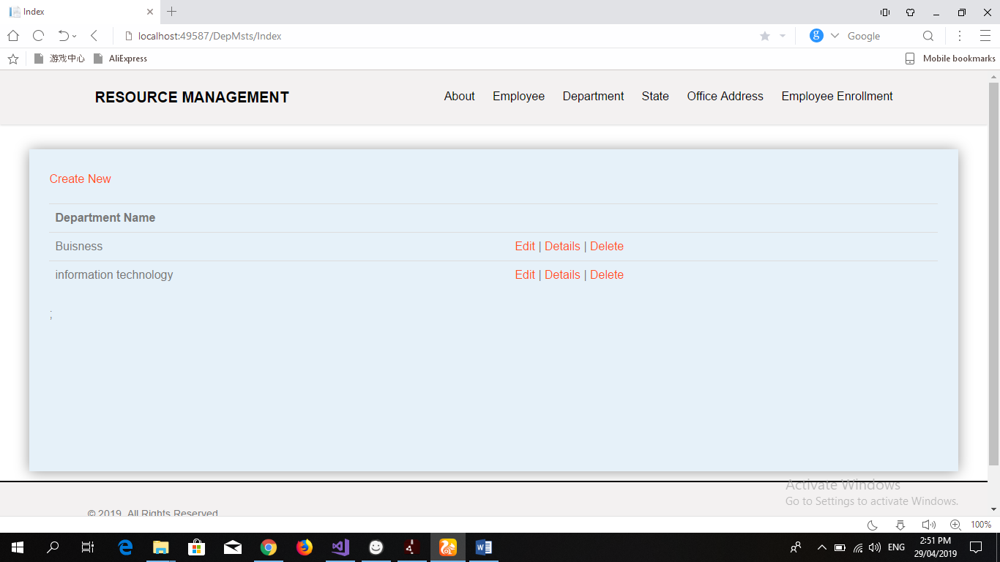 Index
localhost:49587/DepMsts/Index
Google
游戏中心 AliExpress Mobile bookmarks
RESOURCE MANAGEMENT About Employee Department State Office Address Employee Enrollment
Create New
Department Name
Buisness Edit | Details | Delete
information technology Edit | Details | Delete
;
Activate Windows
Go to Settings to activate Windows.
© 2019. All Rights Reserved
100%
ENG 2:51 PM
29/04/2019